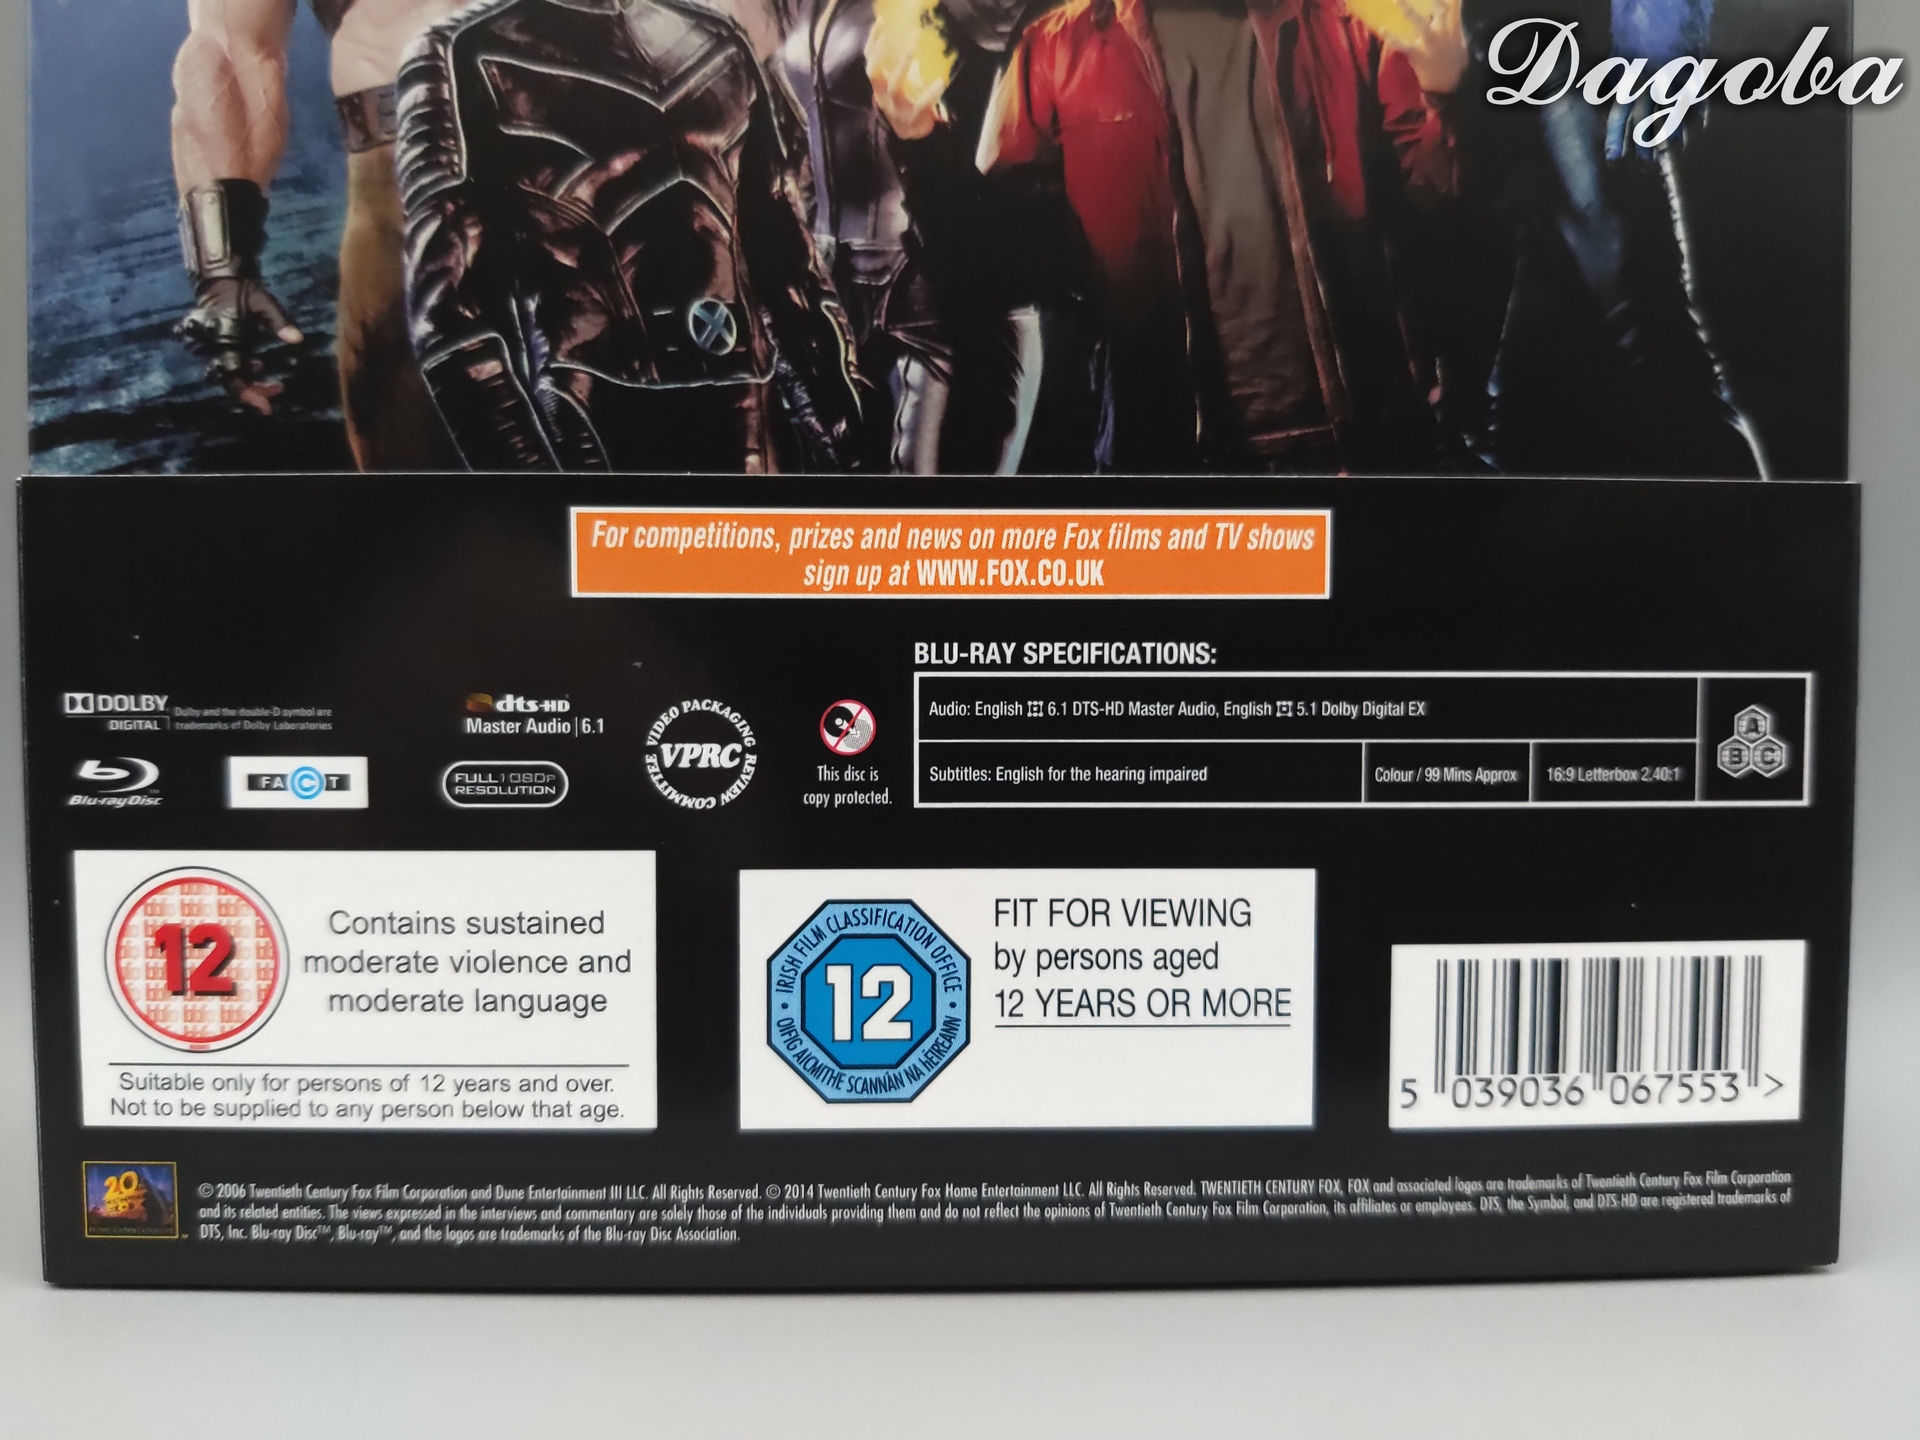 Dagoba
For competitions, prizes and news on more Fox films and TV shows
sign up at WWW.FOX.CO.UK
BLU-RAY SPECIFICATIONS:
DOLBY
DIGITAL
Dolby and the double-D symbol are
trademarks of Dolby Laboratories
dts-HD
Master Audio | 6.1
VIDEO PACKAGING REVIEW COMMITTEE
VPRC
This disc is
copy protected.
Audio: English 6.1 DTS-HD Master Audio, English 5.1 Dolby Digital EX
Subtitles: English for the hearing impaired
Colour / 99 Mins Approx
16:9 Letterbox 2.40:1
A
B C
Blu-ray Disc™
FACT
FULL 1080p
RESOLUTION
12
Contains sustained
moderate violence and
moderate language
Suitable only for persons of 12 years and over.
Not to be supplied to any person below that age.
IRISH FILM CLASSIFICATION OFFICE
12
OIFIG AICMITHE SCANNÁN NA hÉIREANN
FIT FOR VIEWING
by persons aged
12 YEARS OR MORE
5 039036 067553 >
20
© 2006 Twentieth Century Fox Film Corporation and Dune Entertainment III LLC. All Rights Reserved. © 2014 Twentieth Century Fox Home Entertainment LLC. All Rights Reserved. TWENTIETH CENTURY FOX, FOX and associated logos are trademarks of Twentieth Century Fox Film Corporation
and its related entities. The views expressed in the interviews and commentary are solely those of the individuals providing them and do not reflect the opinions of Twentieth Century Fox Film Corporation, its affiliates or employees. DTS, the Symbol, and DTS-HD are registered trademarks of
DTS, Inc. Blu-ray Disc™, Blu-ray™, and the logos are trademarks of the Blu-ray Disc Association.